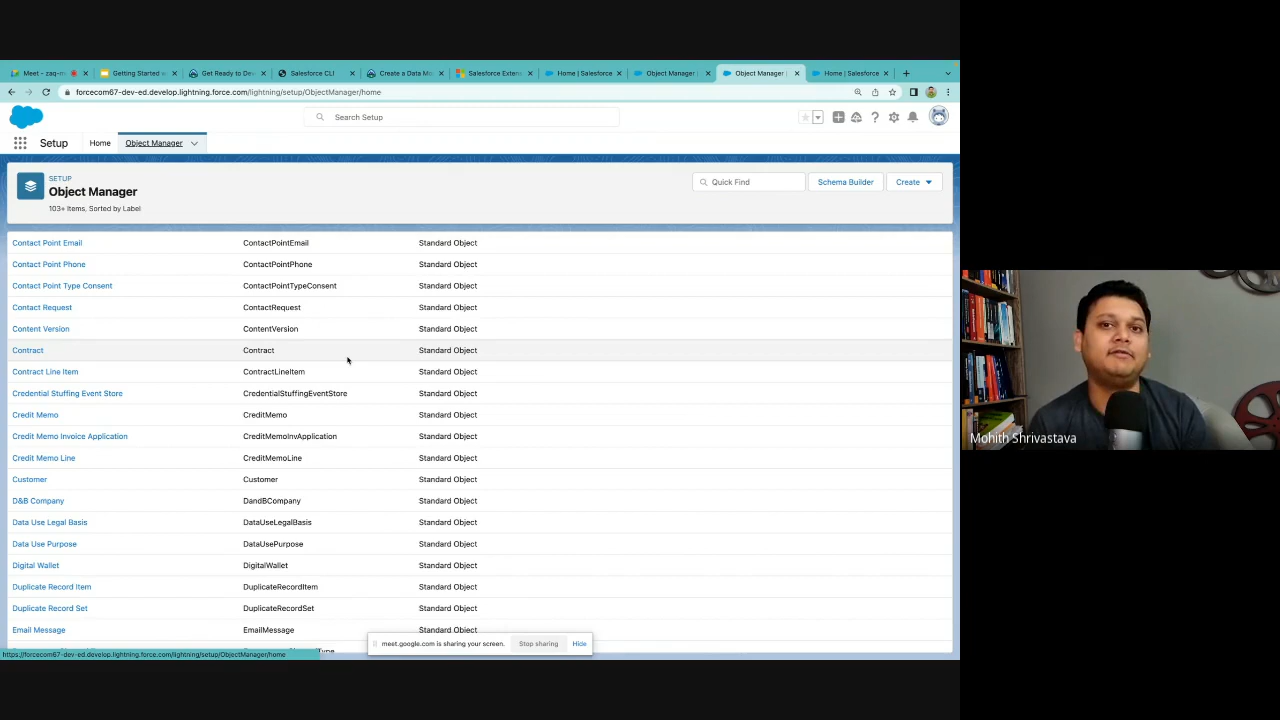 Meet - zaq-n
Getting Started w
Get Ready to Dev
Salesforce CLI
Create a Data Mo
Salesforce Exten
Home | Salesforce
Object Manager |
Object Manager |
Home | Salesforce
forcecom67-dev-ed.develop.lightning.force.com/lightning/setup/ObjectManager/home
Search Setup
Setup Home Object Manager
SETUP
Object Manager
103+ Items, Sorted by Label
Quick Find
Schema Builder
Create
Contact Point Email ContactPointEmail Standard Object
Contact Point Phone ContactPointPhone Standard Object
Contact Point Type Consent ContactPointTypeConsent Standard Object
Contact Request ContactRequest Standard Object
Content Version ContentVersion Standard Object
Contract Contract Standard Object
Contract Line Item ContractLineItem Standard Object
Credential Stuffing Event Store CredentialStuffingEventStore Standard Object
Credit Memo CreditMemo Standard Object
Credit Memo Invoice Application CreditMemoInvApplication Standard Object
Credit Memo Line CreditMemoLine Standard Object
Customer Customer Standard Object
D&B Company DandBCompany Standard Object
Data Use Legal Basis DataUseLegalBasis Standard Object
Data Use Purpose DataUsePurpose Standard Object
Digital Wallet DigitalWallet Standard Object
Duplicate Record Item DuplicateRecordItem Standard Object
Duplicate Record Set DuplicateRecordSet Standard Object
Email Message EmailMessage Standard Object
meet.google.com is sharing your screen. Stop sharing Hide
https://forcecom67-dev-ed.develop.lightning.force.com/lightning/setup/ObjectManager/home
Mohith Shrivastava